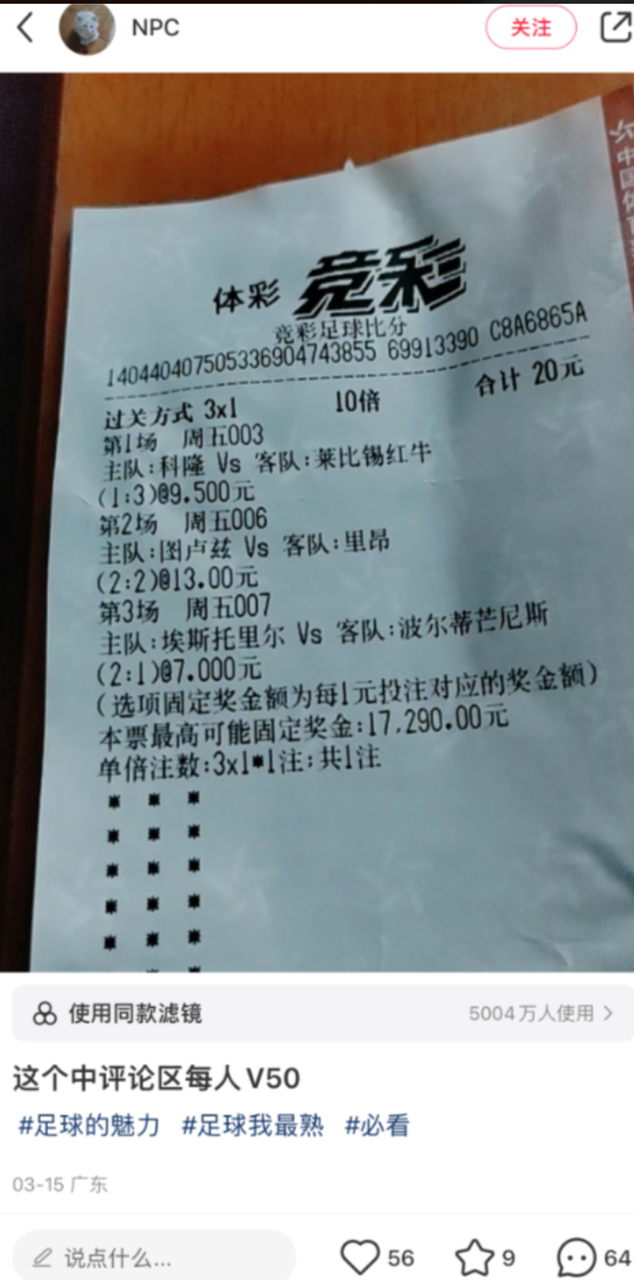 NPC
关注
体彩 竞彩
竞彩足球比分
140440407505336904743855 69913390 C8A6865A
过关方式 3x1 10倍 合计 20元
第1场 周五003
主队:科隆 Vs 客队:莱比锡红牛
(1:3)@9.500元
第2场 周五006
主队:图卢兹 Vs 客队:里昂
(2:2)@13.00元
第3场 周五007
主队:埃斯托里尔 Vs 客队:波尔蒂芒尼斯
(2:1)@7.000元
(选项固定奖金额为每1元投注对应的奖金额)
本票最高可能固定奖金:17,290.00元
单倍注数:3x1*1注;共1注
中国体
使用同款滤镜 5004万人使用
这个中评论区每人V50
#足球的魅力 #足球我最熟 #必看
03-15 广东
说点什么... 56 9 64